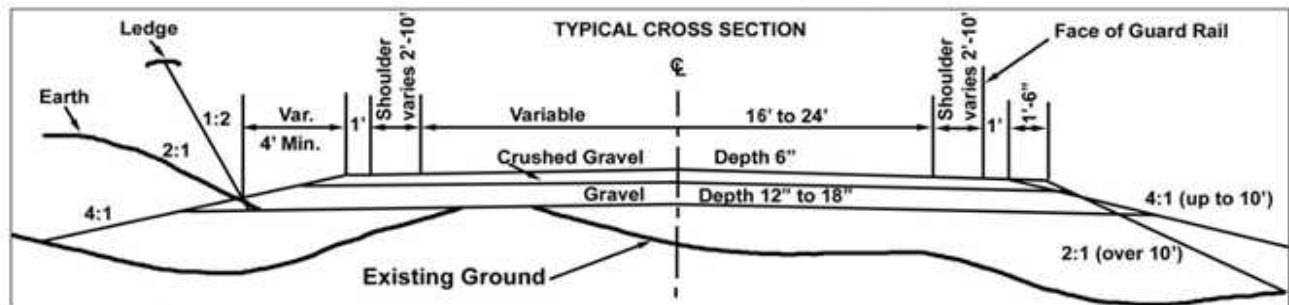 TYPICAL CROSS SECTION
Ledge
Earth
Shoulder
varies 2'-10'
Shoulder
varies 2'-10'
Face of Guard Rail
℄
1:2
Var.
4' Min.
1'
Variable
16' to 24'
1'
1'-6"
2:1
Crushed Gravel
Depth 6"
4:1
Gravel
Depth 12" to 18"
4:1 (up to 10')
2:1 (over 10')
Existing Ground